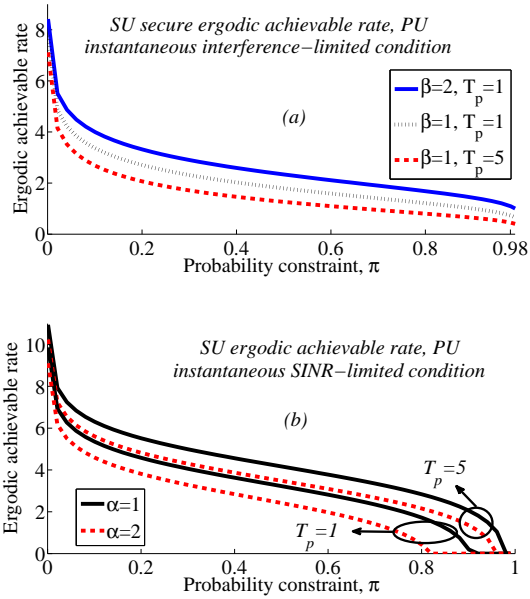 SU secure ergodic achievable rate, PU
instantaneous interference−limited condition
Ergodic achievable rate
8
6
4
2
0
(a)
β=2, T_p=1
β=1, T_p=1
β=1, T_p=5
0 0.2 0.4 0.6 0.8 0.98
Probability constraint, π
SU ergodic achievable rate, PU
instantaneous SINR−limited condition
Ergodic achievable rate
10
8
6
4
2
0
(b)
T_p=5
α=1
α=2
T_p=1
0 0.2 0.4 0.6 0.8 1
Probability constraint, π